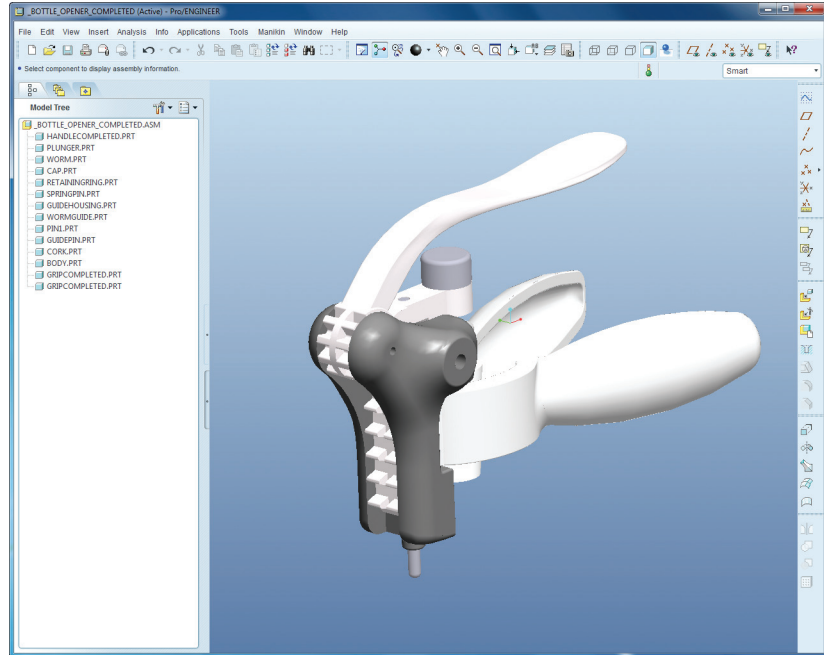 _BOTTLE_OPENER_COMPLETED (Active) - Pro/ENGINEER
File Edit View Insert Analysis Info Applications Tools Manikin Window Help
• Select component to display assembly information.
Smart
Model Tree
_BOTTLE_OPENER_COMPLETED.ASM
HANDLECOMPLETED.PRT
PLUNGER.PRT
WORM.PRT
CAP.PRT
RETAININGRING.PRT
SPRINGPIN.PRT
GUIDEHOUSING.PRT
WORMGUIDE.PRT
PIN1.PRT
GUIDEPIN.PRT
CORK.PRT
BODY.PRT
GRIPCOMPLETED.PRT
GRIPCOMPLETED.PRT